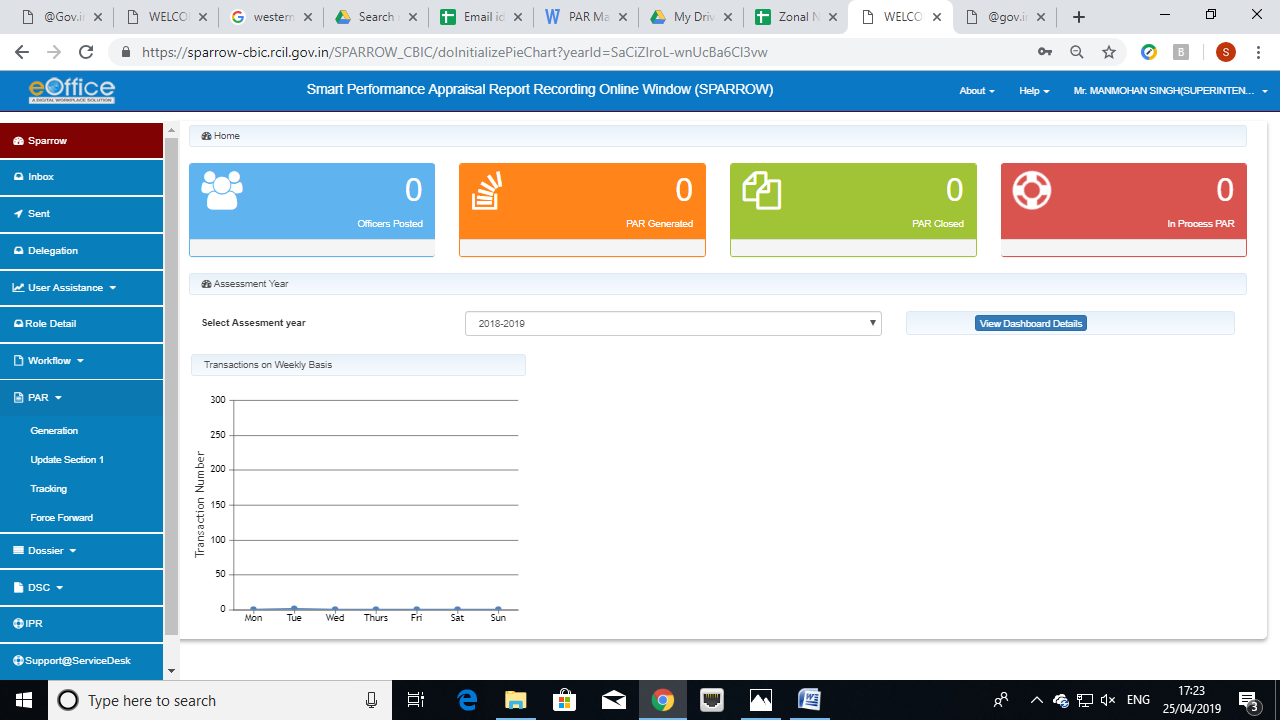 @Gov.i
WELCO
western
Search
Email id
PAR Ma
My Driv
Zonal N
WELCO
@gov.i
https://sparrow-cbic.rcil.gov.in/SPARROW_CBIC/doInitializePieChart?yearId=SaCiZIroL-wnUcBa6Cl3vw
B
S
eOffice
A DIGITAL WORKPLACE SOLUTION
Smart Performance Appraisal Report Recording Online Window (SPARROW)
About
Help
Mr. MANMOHAN SINGH(SUPERINTEN...
Sparrow
Inbox
Sent
Delegation
User Assistance
Role Detail
Workflow
PAR
Generation
Update Section 1
Tracking
Force Forward
Dossier
DSC
IPR
Support@ServiceDesk
Home
0
Officers Posted
0
PAR Generated
0
PAR Closed
0
In Process PAR
Assessment Year
Select Assesment year
2018-2019
View Dashboard Details
Transactions on Weekly Basis
Transaction Number
300
250
200
150
100
50
0
Mon Tue Wed Thurs Fri Sat Sun
Type here to search
ENG
17:23
25/04/2019
3